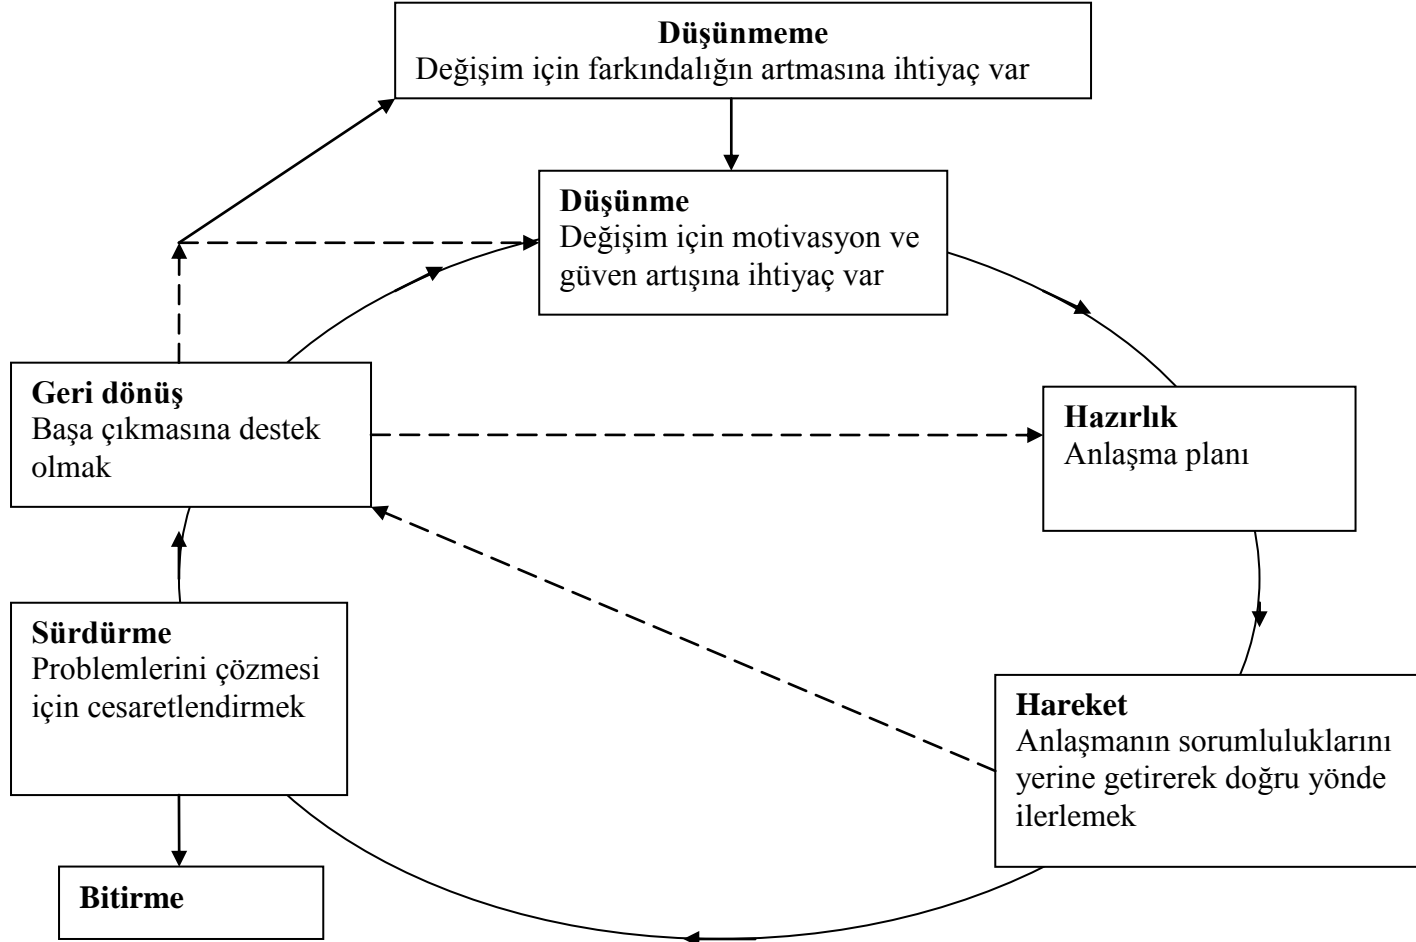 Düşünmeme
Değişim için farkındalığın artmasına ihtiyaç var
Düşünme
Değişim için motivasyon ve
güven artışına ihtiyaç var
Geri dönüş
Başa çıkmasına destek
olmak
Hazırlık
Anlaşma planı
Sürdürme
Problemlerini çözmesi
için cesaretlendirmek
Hareket
Anlaşmanın sorumluluklarını
yerine getirerek doğru yönde
ilerlemek
Bitirme